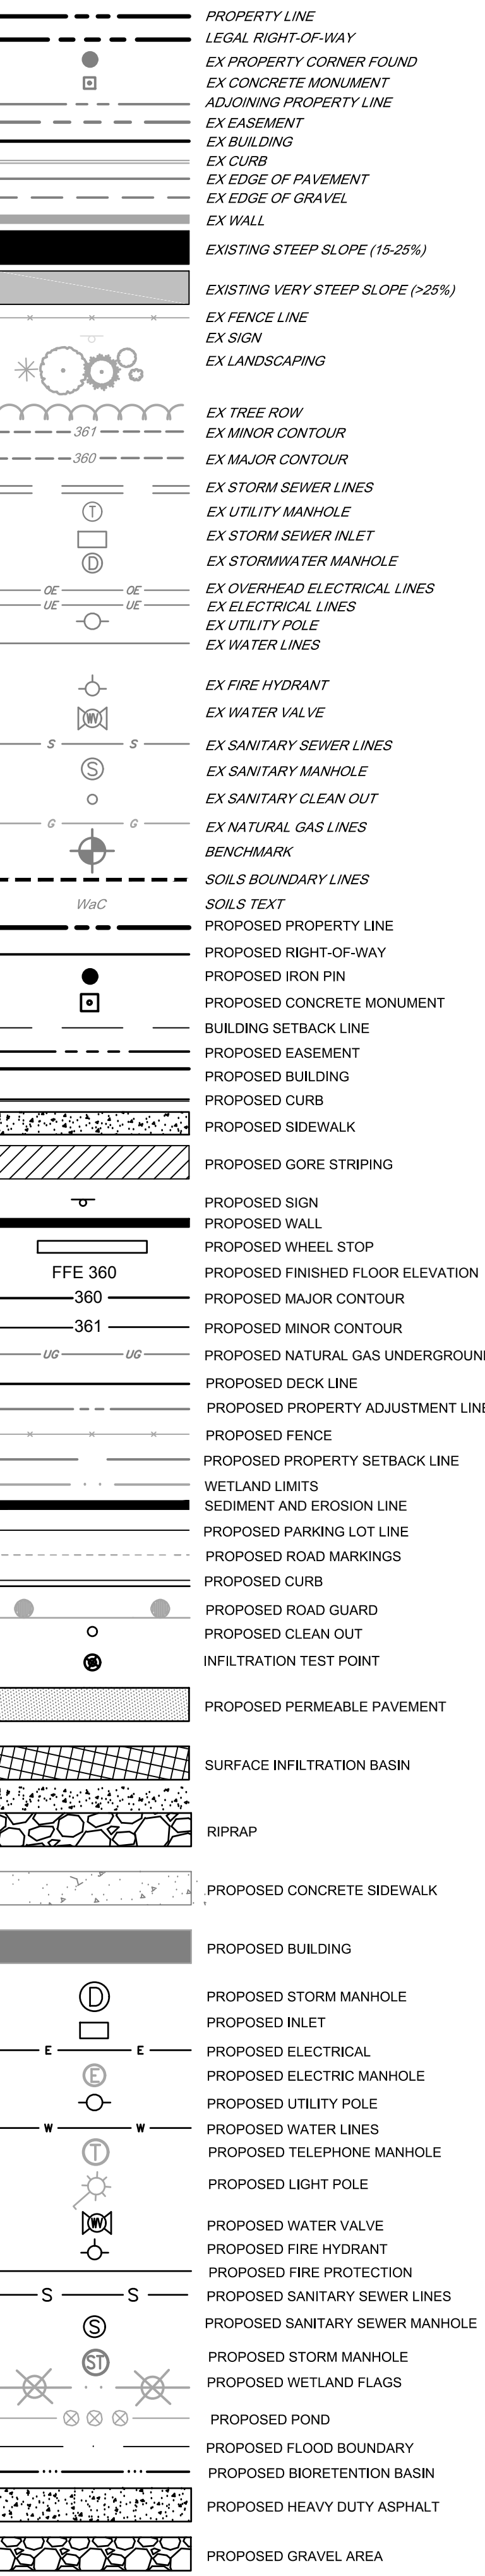 PROPERTY LINE
LEGAL RIGHT-OF-WAY
EX PROPERTY CORNER FOUND
EX CONCRETE MONUMENT
ADJOINING PROPERTY LINE
EX EASEMENT
EX BUILDING
EX CURB
EX EDGE OF PAVEMENT
EX EDGE OF GRAVEL
EX WALL
EXISTING STEEP SLOPE (15-25%)
EXISTING VERY STEEP SLOPE (>25%)
EX FENCE LINE
EX SIGN
EX LANDSCAPING
EX TREE ROW
361 EX MINOR CONTOUR
360 EX MAJOR CONTOUR
EX STORM SEWER LINES
T EX UTILITY MANHOLE
EX STORM SEWER INLET
D EX STORMWATER MANHOLE
OE OE EX OVERHEAD ELECTRICAL LINES
UE UE EX ELECTRICAL LINES
EX UTILITY POLE
EX WATER LINES
EX FIRE HYDRANT
WV EX WATER VALVE
S S EX SANITARY SEWER LINES
S EX SANITARY MANHOLE
EX SANITARY CLEAN OUT
G G EX NATURAL GAS LINES
BENCHMARK
SOILS BOUNDARY LINES
WaC SOILS TEXT
PROPOSED PROPERTY LINE
PROPOSED RIGHT-OF-WAY
PROPOSED IRON PIN
PROPOSED CONCRETE MONUMENT
BUILDING SETBACK LINE
PROPOSED EASEMENT
PROPOSED BUILDING
PROPOSED CURB
PROPOSED SIDEWALK
PROPOSED GORE STRIPING
PROPOSED SIGN
PROPOSED WALL
PROPOSED WHEEL STOP
FFE 360 PROPOSED FINISHED FLOOR ELEVATION
360 PROPOSED MAJOR CONTOUR
361 PROPOSED MINOR CONTOUR
UG UG PROPOSED NATURAL GAS UNDERGROUN
PROPOSED DECK LINE
PROPOSED PROPERTY ADJUSTMENT LINE
PROPOSED FENCE
PROPOSED PROPERTY SETBACK LINE
WETLAND LIMITS
SEDIMENT AND EROSION LINE
PROPOSED PARKING LOT LINE
PROPOSED ROAD MARKINGS
PROPOSED CURB
PROPOSED ROAD GUARD
PROPOSED CLEAN OUT
INFILTRATION TEST POINT
PROPOSED PERMEABLE PAVEMENT
SURFACE INFILTRATION BASIN
RIPRAP
PROPOSED CONCRETE SIDEWALK
PROPOSED BUILDING
D PROPOSED STORM MANHOLE
PROPOSED INLET
E E PROPOSED ELECTRICAL
E PROPOSED ELECTRIC MANHOLE
PROPOSED UTILITY POLE
W W PROPOSED WATER LINES
T PROPOSED TELEPHONE MANHOLE
PROPOSED LIGHT POLE
WV PROPOSED WATER VALVE
PROPOSED FIRE HYDRANT
PROPOSED FIRE PROTECTION
S S PROPOSED SANITARY SEWER LINES
S PROPOSED SANITARY SEWER MANHOLE
ST PROPOSED STORM MANHOLE
PROPOSED WETLAND FLAGS
PROPOSED POND
PROPOSED FLOOD BOUNDARY
PROPOSED BIORETENTION BASIN
PROPOSED HEAVY DUTY ASPHALT
PROPOSED GRAVEL AREA